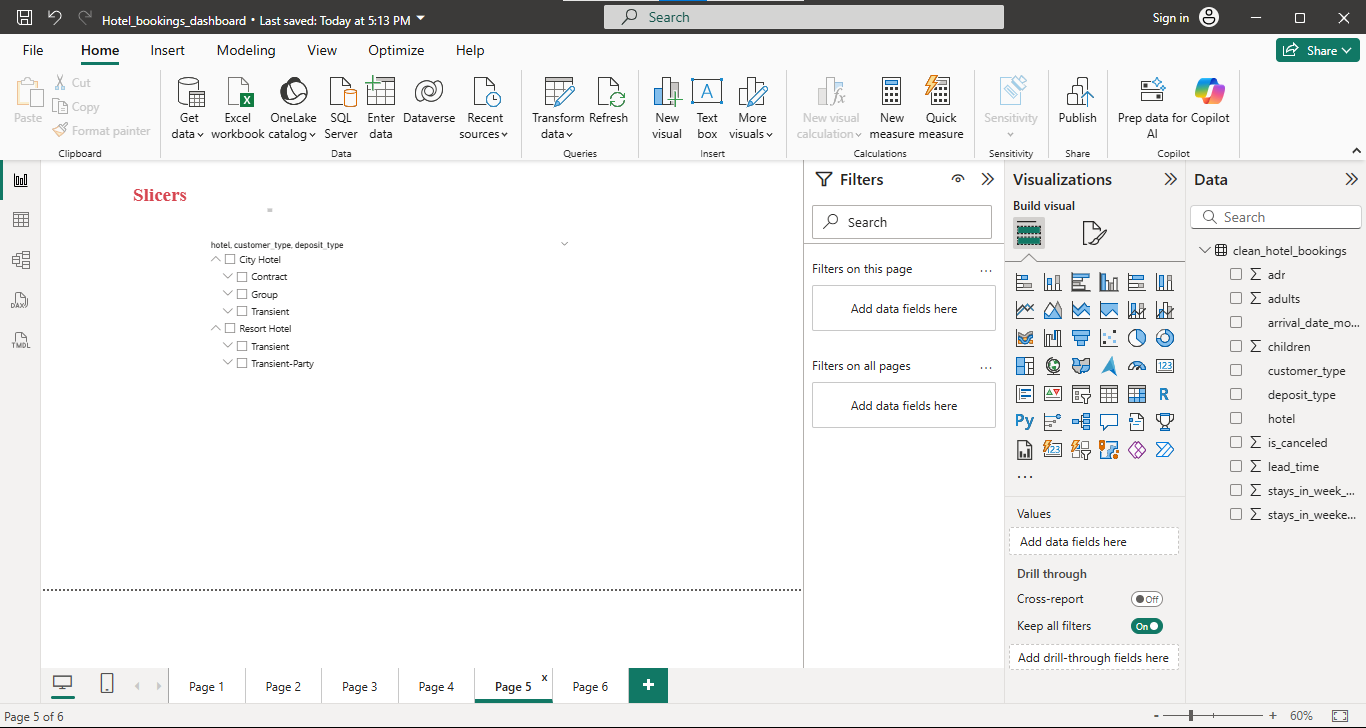 Hotel_bookings_dashboard • Last saved: Today at 5:13 PM
Search
Sign in
File Home Insert Modeling View Optimize Help
Share
Paste
Cut
Copy
Format painter
Clipboard
Get data
Excel workbook
OneLake catalog
SQL Server
Enter data
Dataverse
Recent sources
Data
Transform data
Refresh
Queries
New visual
Text box
More visuals
Insert
New visual calculation
New measure
Quick measure
Calculations
Sensitivity
Sensitivity
Publish
Share
Prep data for AI
Copilot
Copilot
DAX
TMDL
Slicers
hotel, customer_type, deposit_type
City Hotel
Contract
Group
Transient
Resort Hotel
Transient
Transient-Party
Filters
Search
Filters on this page ...
Add data fields here
Filters on all pages ...
Add data fields here
Visualizations
Build visual
123
R
Py
123
...
Values
Add data fields here
Drill through
Cross-report Off
Keep all filters On
Add drill-through fields here
Data
Search
clean_hotel_bookings
∑ adr
∑ adults
arrival_date_mo...
∑ children
customer_type
deposit_type
hotel
∑ is_canceled
∑ lead_time
∑ stays_in_week_...
∑ stays_in_weeke...
Page 1 Page 2 Page 3 Page 4 Page 5 x Page 6 +
Page 5 of 6
- + 60%